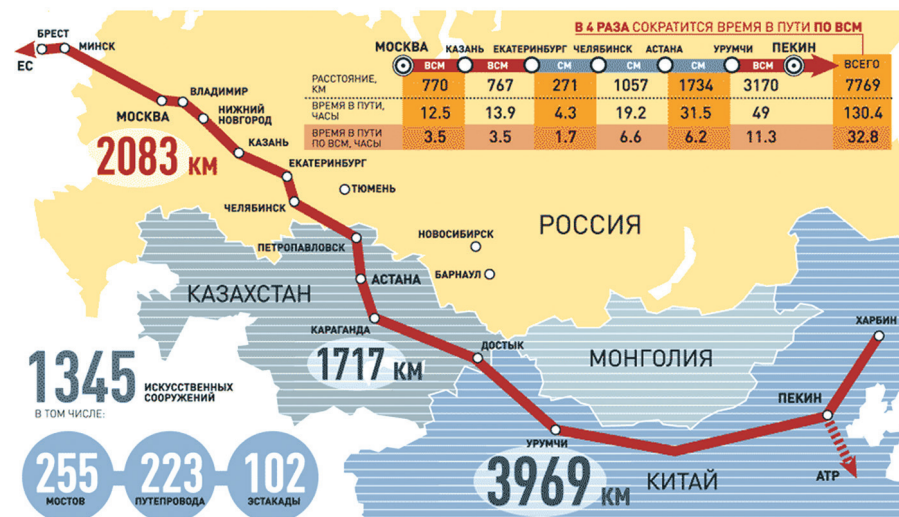 В 4 РАЗА СОКРАТИТСЯ ВРЕМЯ В ПУТИ ПО ВСМ
МОСКВА КАЗАНЬ ЕКАТЕРИНБУРГ ЧЕЛЯБИНСК АСТАНА УРУМЧИ ПЕКИН
ВСМ ВСМ СМ СМ СМ ВСМ ВСЕГО
РАССТОЯНИЕ, КМ 770 767 271 1057 1734 3170 7769
ВРЕМЯ В ПУТИ, ЧАСЫ 12.5 13.9 4.3 19.2 31.5 49 130.4
ВРЕМЯ В ПУТИ ПО ВСМ, ЧАСЫ 3.5 3.5 1.7 6.6 6.2 11.3 32.8
БРЕСТ
МИНСК
ЕС
МОСКВА
ВЛАДИМИР
НИЖНИЙ
НОВГОРОД
КАЗАНЬ
2083 КМ
ЕКАТЕРИНБУРГ
ТЮМЕНЬ
ЧЕЛЯБИНСК
РОССИЯ
НОВОСИБИРСК
ПЕТРОПАВЛОВСК
БАРНАУЛ
АСТАНА
КАЗАХСТАН
КАРАГАНДА
ХАРБИН
ДОСТЫК
МОНГОЛИЯ
1717 КМ
1345 ИСКУССТВЕННЫХ
СООРУЖЕНИЙ
В ТОМ ЧИСЛЕ:
ПЕКИН
УРУМЧИ
255
МОСТОВ
223
ПУТЕПРОВОДА
102
ЭСТАКАДЫ
3969 КМ
КИТАЙ
АТР